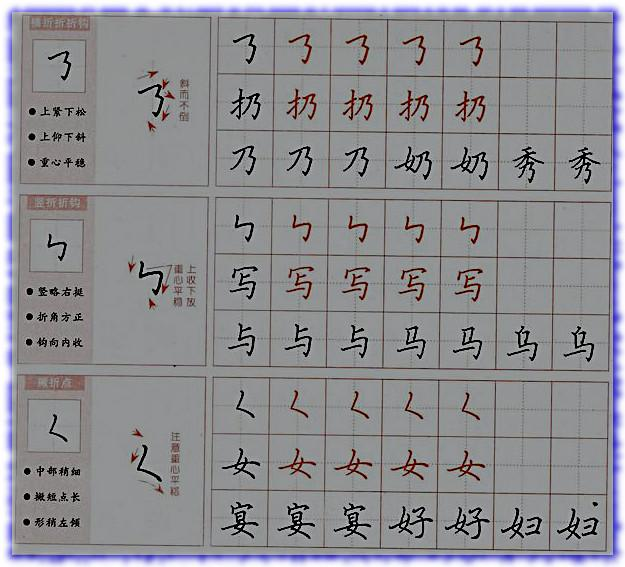 横折折折钩
㇡
上紧下松
上仰下斜
重心平稳
㇡
斜而不倒
㇡ ㇡ ㇡ ㇡ ㇡
扔 扔 扔 扔 扔
乃 乃 乃 奶 奶 秀 秀
竖折折钩
㇉
竖略右挺
折角方正
钩向内收
㇉
上收下放
重心平稳
㇉ ㇉ ㇉ ㇉ ㇉
写 写 写 写 写
与 与 与 马 马 乌 乌
撇折点
㇛
中部稍细
撇短点长
形稍左倾
㇛
注意重心平稳
㇛ ㇛ ㇛ ㇛ ㇛
女 女 女 女 女
宴 宴 宴 好 好 妇 妇